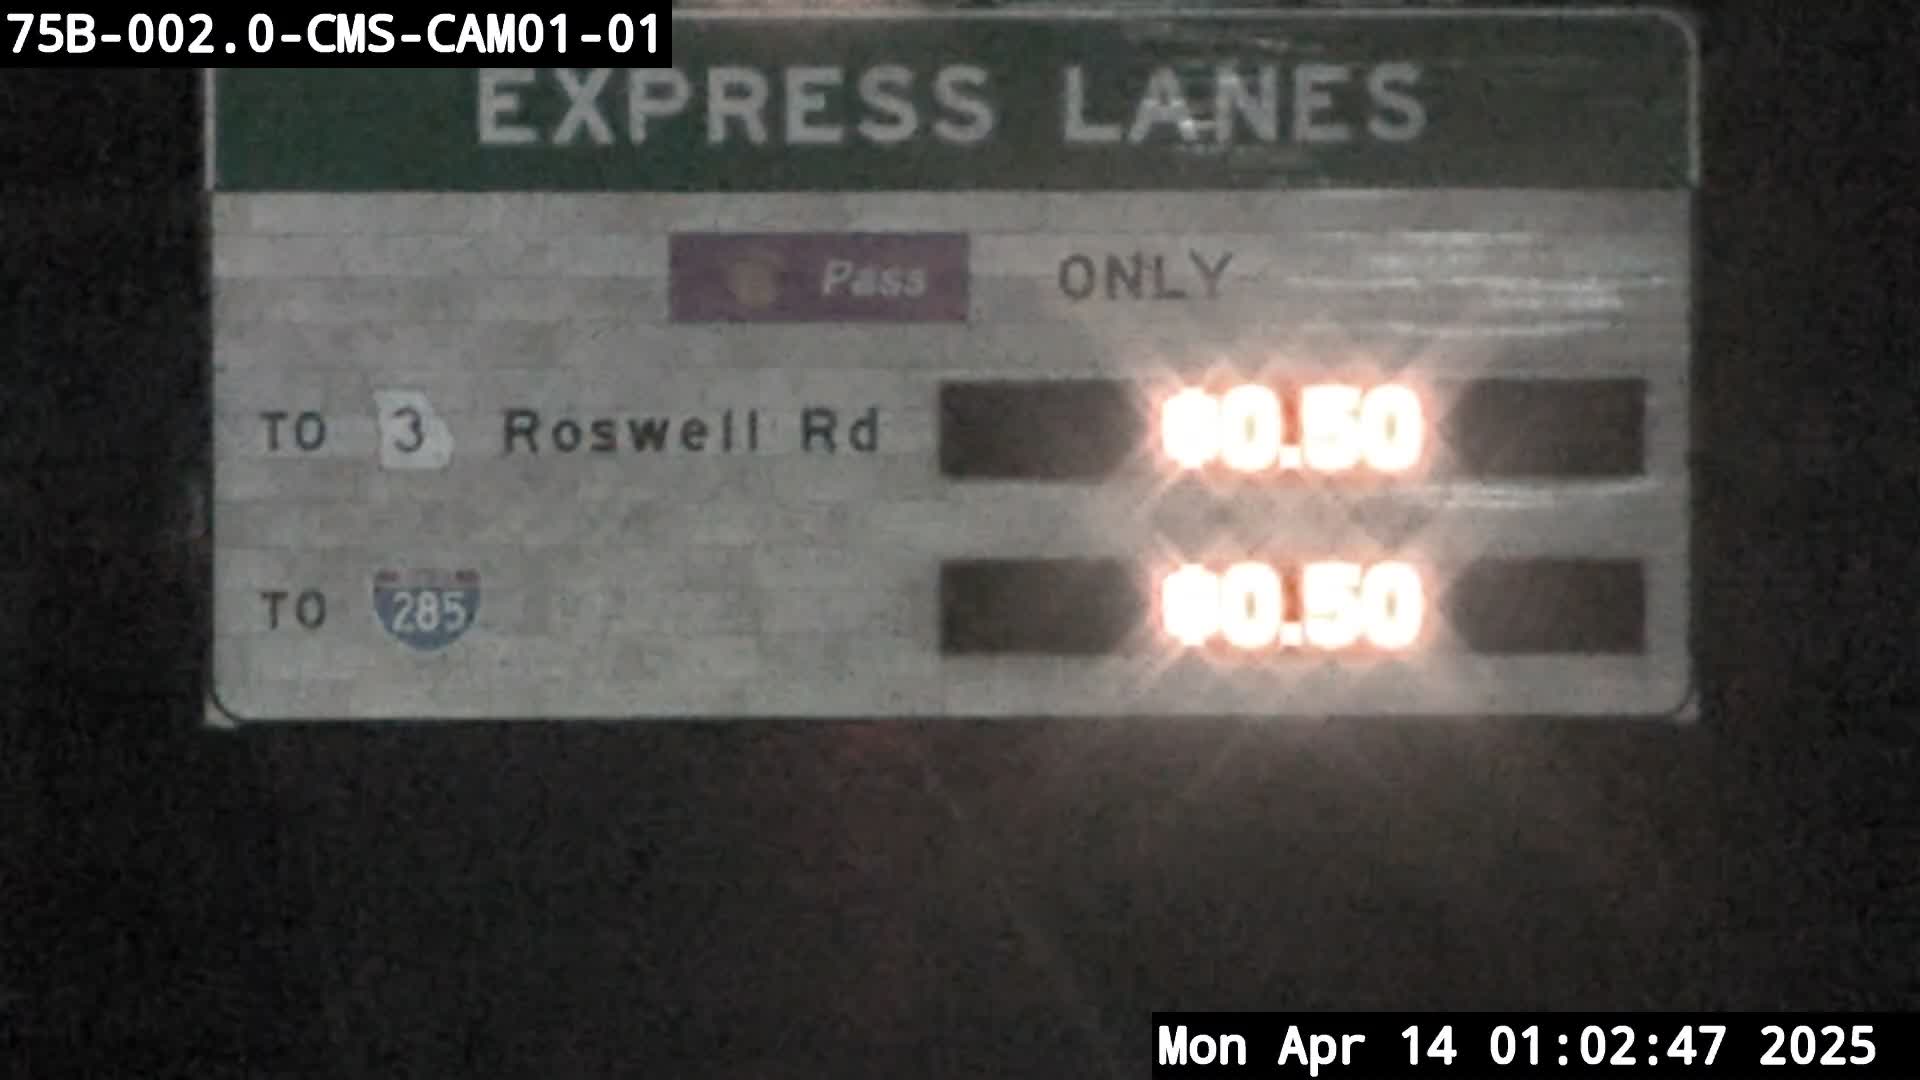 75B-002.0-CMS-CAM01-01
EXPRESS LANES
Pass ONLY
TO 3 Roswell Rd $0.50
TO 285 $0.50
Mon Apr 14 01:02:47 2025